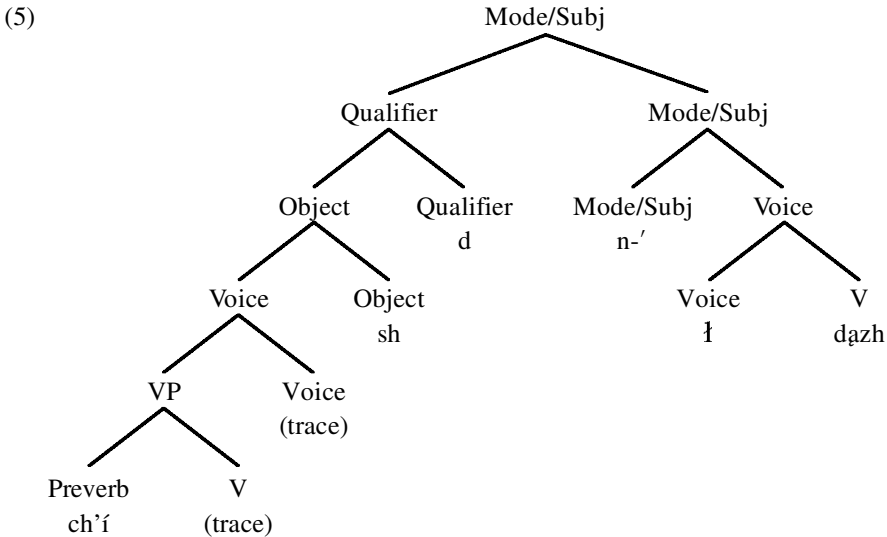 (5) Mode/Subj
Qualifier Mode/Subj
Object Qualifier Mode/Subj Voice
d n-′
Voice Object Voice V
sh ł dązh
VP Voice
(trace)
Preverb V
ch’í (trace)